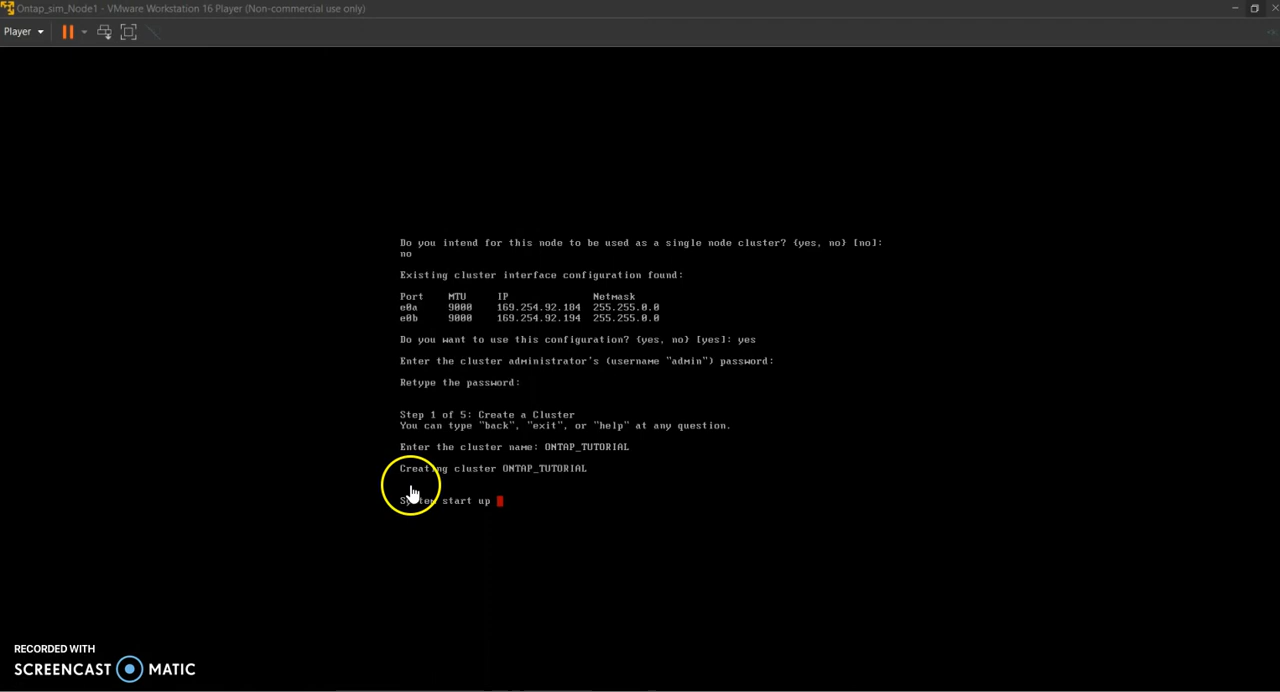 Ontap_sim_Node1 - VMware Workstation 16 Player (Non-commercial use only)
Player
Do you intend for this node to be used as a single node cluster? {yes, no} [no]:
no
Existing cluster interface configuration found:
Port MTU IP Netmask
e0a 9000 169.254.92.184 255.255.0.0
e0b 9000 169.254.92.194 255.255.0.0
Do you want to use this configuration? {yes, no} [yes]: yes
Enter the cluster administrator's (username "admin") password:
Retype the password:
Step 1 of 5: Create a Cluster
You can type "back", "exit", or "help" at any question.
Enter the cluster name: ONTAP_TUTORIAL
Creating cluster ONTAP_TUTORIAL
System start up
RECORDED WITH
SCREENCAST MATIC